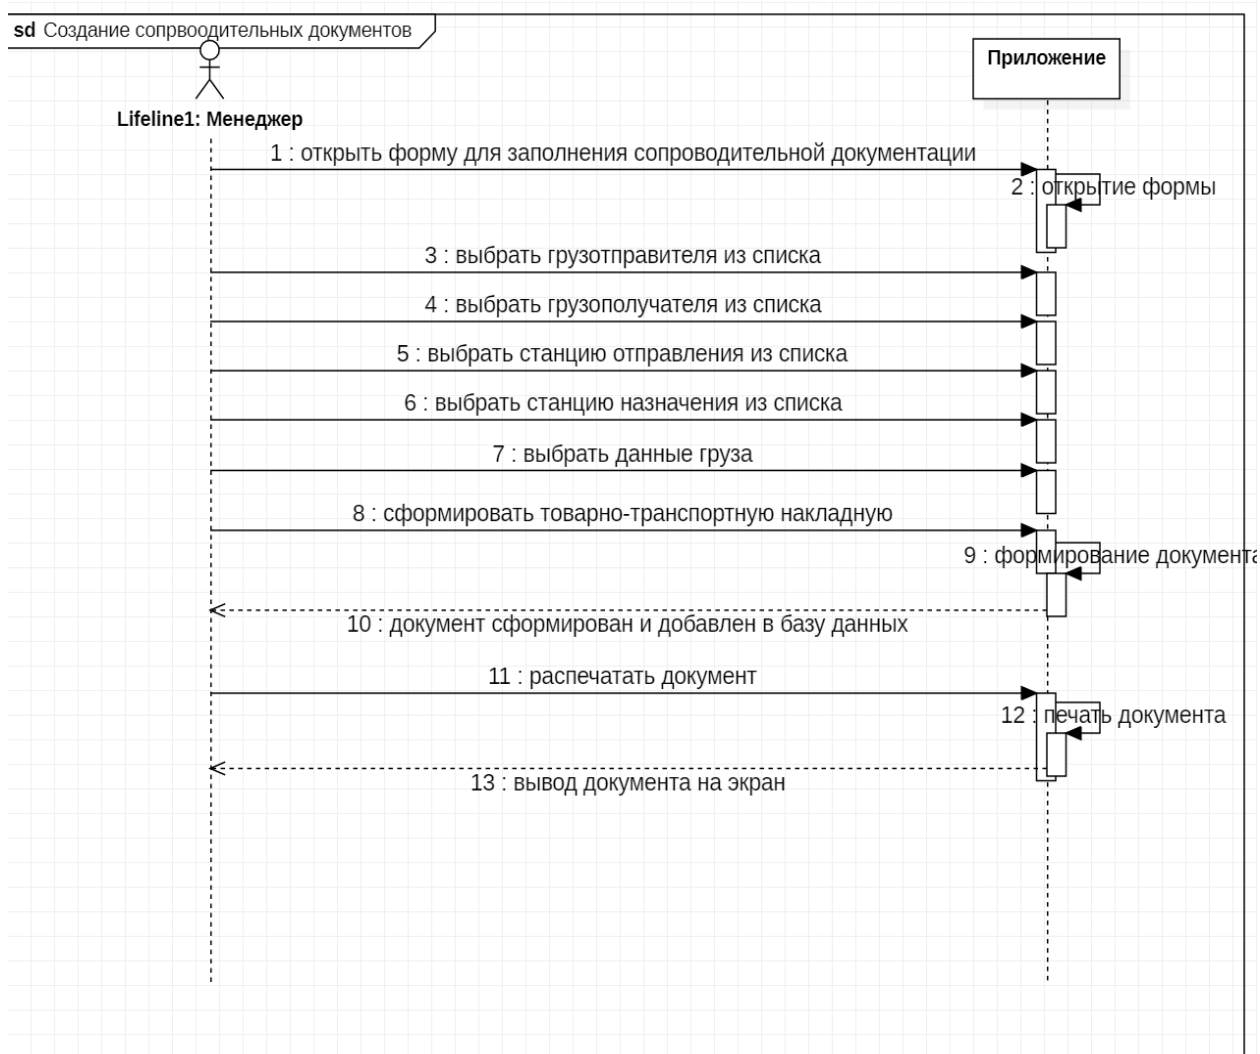 sd Создание сопрвоодительных документов
Приложение
Lifeline1: Менеджер
1 : открыть форму для заполнения сопроводительной документации
2 : открытие формы
3 : выбрать грузотправителя из списка
4 : выбрать грузополучателя из списка
5 : выбрать станцию отправления из списка
6 : выбрать станцию назначения из списка
7 : выбрать данные груза
8 : сформировать товарно-транспортную накладную
9 : формирование документа
10 : документ сформирован и добавлен в базу данных
11 : распечатать документ
12 : печать документа
13 : вывод документа на экран